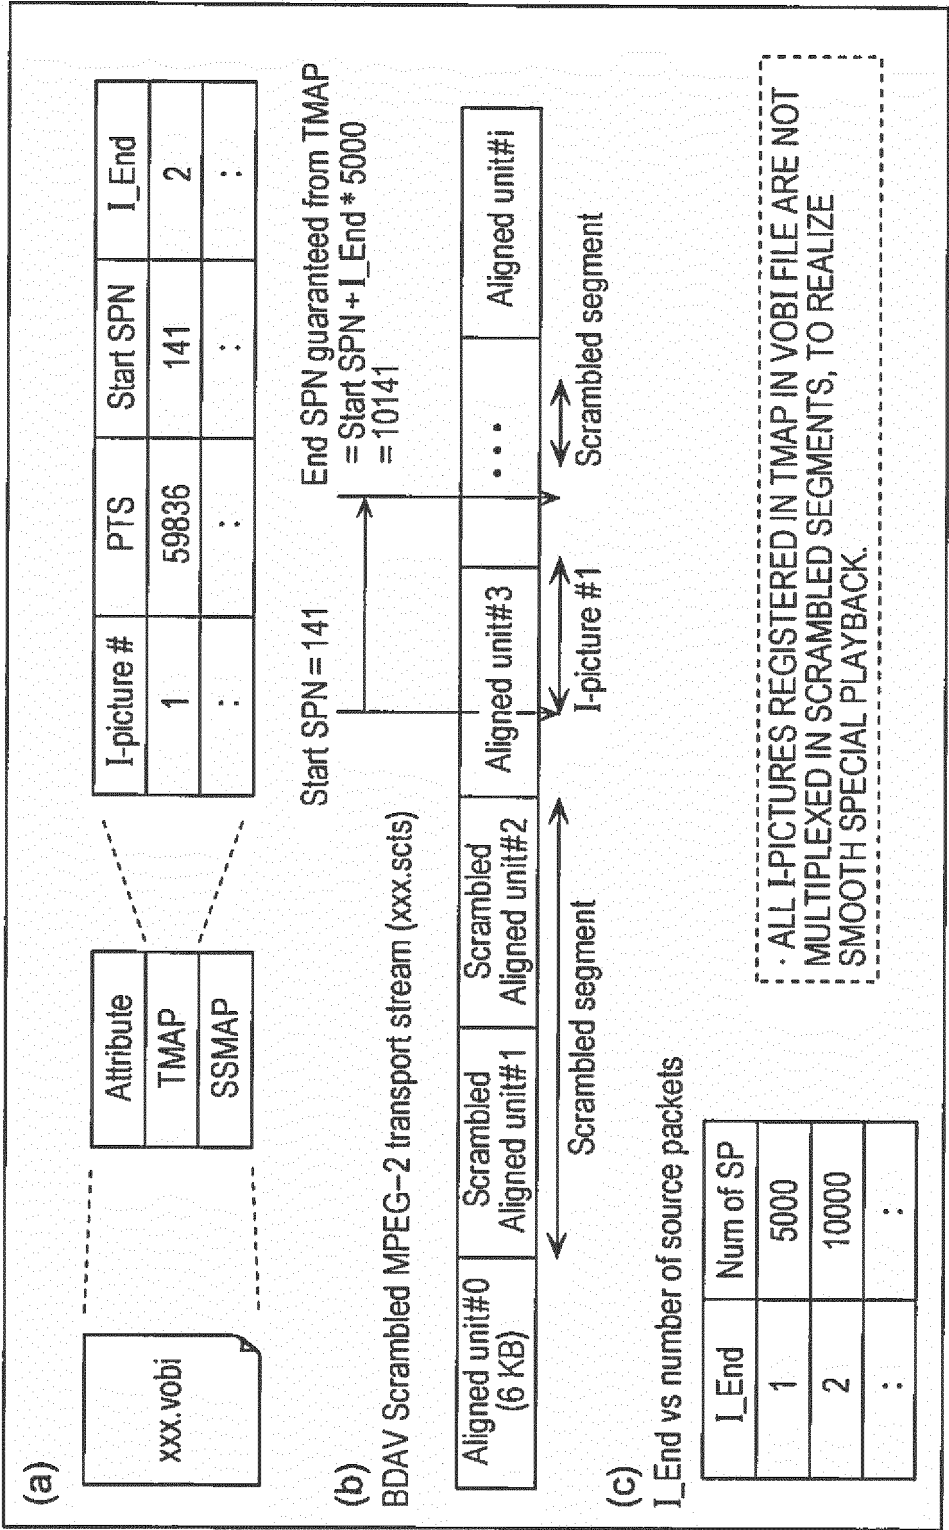 (a)
xxx.vobi
Attribute
TMAP
SSMAP
I-picture # PTS Start SPN I_End
1 59836 141 2
: : : :
(b)
BDAV Scrambled MPEG-2 transport stream (xxx.scts)
Start SPN = 141
End SPN guaranteed from TMAP
= Start SPN + I_End * 5000
= 10141
Aligned unit#0
(6 KB)
Scrambled
Aligned unit#1
Scrambled
Aligned unit#2
Aligned unit#3
• • •
Aligned unit#i
Scrambled segment
I-picture #1
Scrambled segment
(c)
I_End vs number of source packets
I_End Num of SP
1 5000
2 10000
: :
· ALL I-PICTURES REGISTERED IN TMAP IN VOBI FILE ARE NOT
MULTIPLEXED IN SCRAMBLED SEGMENTS, TO REALIZE
SMOOTH SPECIAL PLAYBACK.